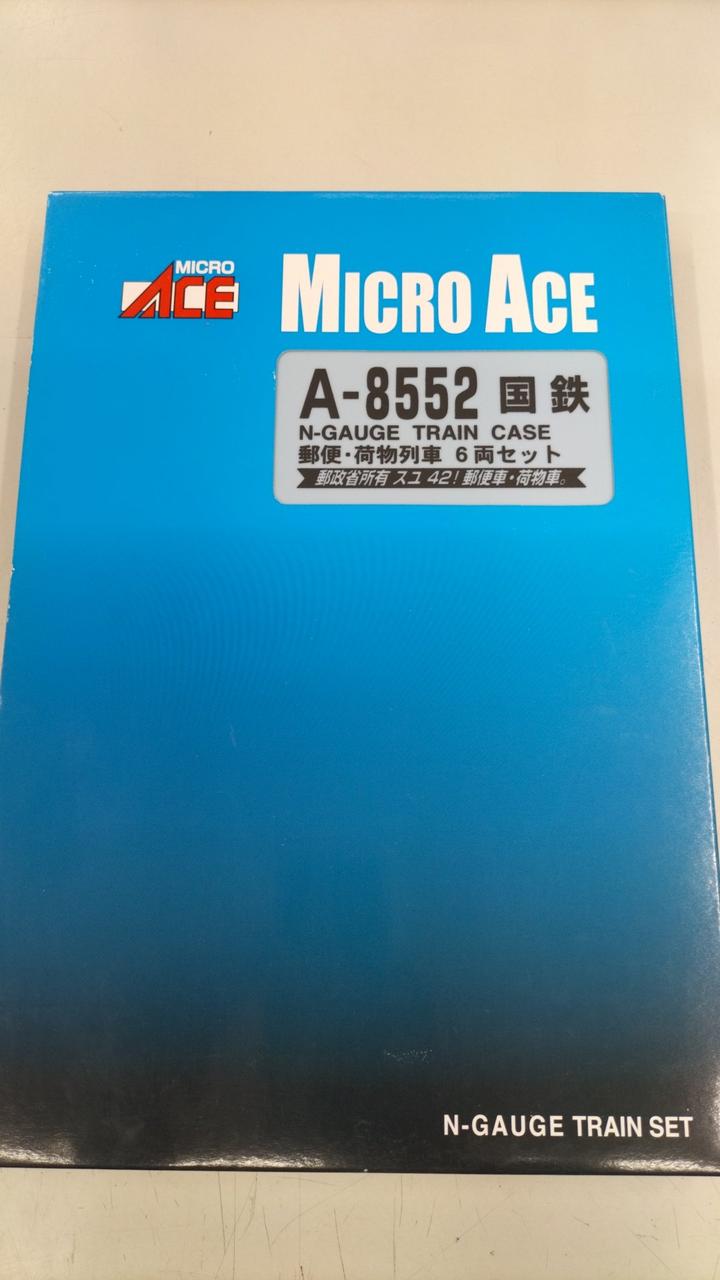 MICRO
ACE
MICRO ACE
A-8552 国鉄
N-GAUGE TRAIN CASE
郵便・荷物列車 6両セット
郵政省所有 スユ 42! 郵便車・荷物車。
N-GAUGE TRAIN SET